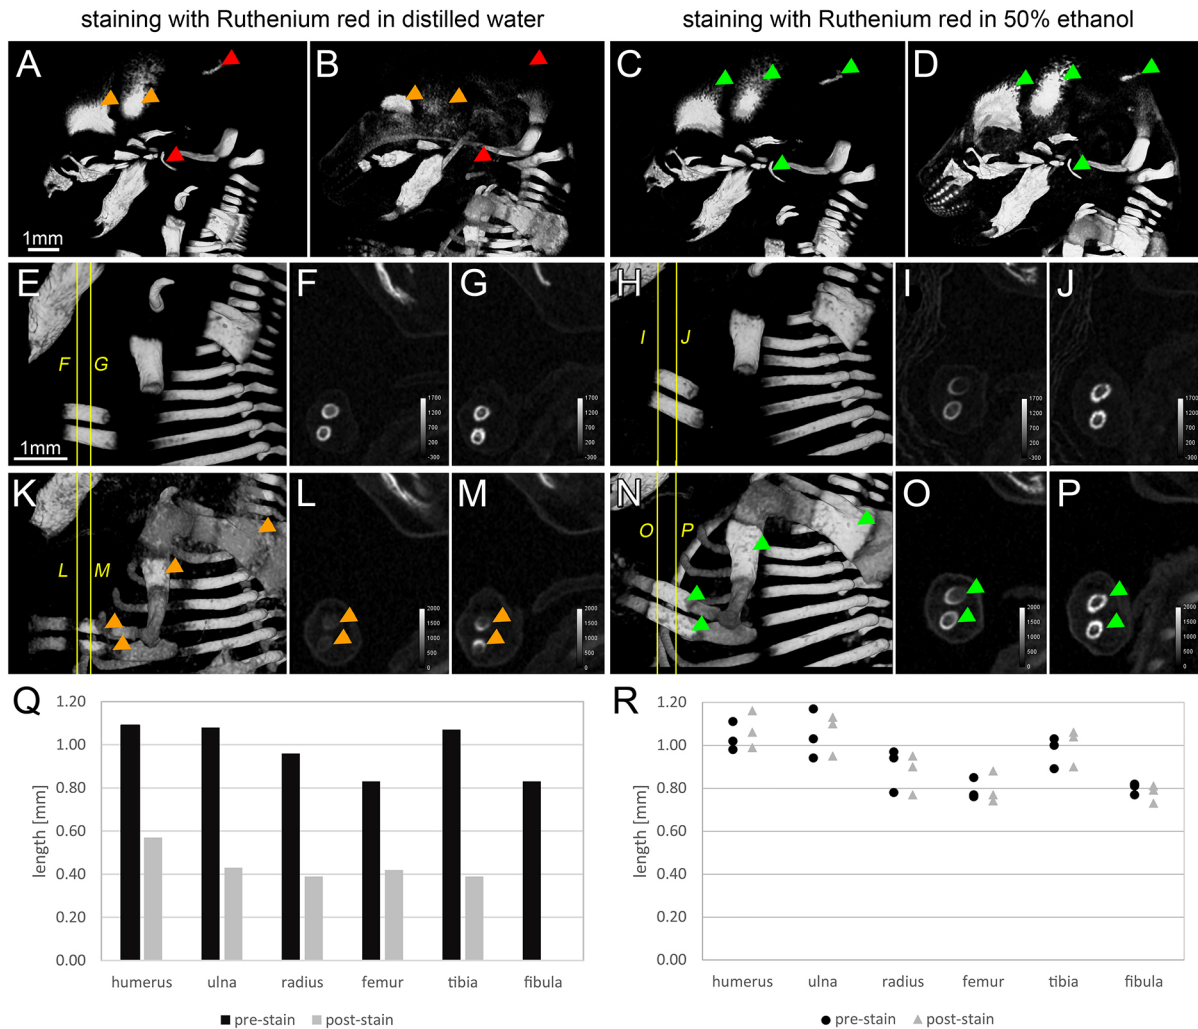 staining with Ruthenium red in distilled water
staining with Ruthenium red in 50% ethanol
A
B
C
D
1mm
E
F
G
H
I
J
F
G
I
J
1mm
1700
1200
700
200
-300
1700
1200
700
200
-300
1700
1200
700
200
-300
1700
1200
700
200
-300
K
L
M
N
O
P
L
M
O
P
2000
1500
1000
500
0
2000
1500
1000
500
0
2000
1500
1000
500
0
2000
1500
1000
500
0
Q
length [mm]
1.20
1.00
0.80
0.60
0.40
0.20
0.00
humerus ulna radius femur tibia fibula
pre-stain post-stain
R
length [mm]
1.20
1.00
0.80
0.60
0.40
0.20
0.00
humerus ulna radius femur tibia fibula
pre-stain post-stain